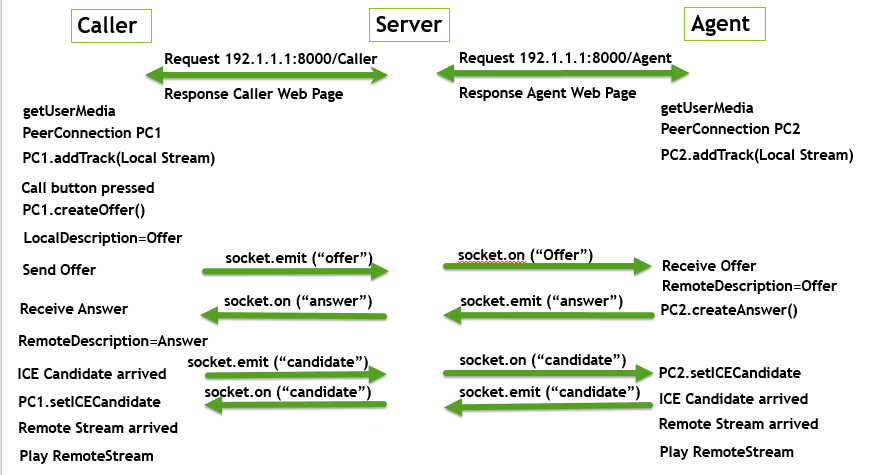 Caller
Server
Agent
Request 192.1.1.1:8000/Caller
Request 192.1.1.1:8000/Agent
Response Caller Web Page
Response Agent Web Page
getUserMedia
getUserMedia
PeerConnection PC1
PeerConnection PC2
PC1.addTrack(Local Stream)
PC2.addTrack(Local Stream)
Call button pressed
PC1.createOffer()
LocalDescription=Offer
socket.emit (“offer”)
socket.on (“Offer”)
Send Offer
Receive Offer
RemoteDescription=Offer
Receive Answer
socket.on (“answer”)
socket.emit (“answer”)
PC2.createAnswer()
RemoteDescription=Answer
socket.emit (“candidate”)
socket.on (“candidate”)
ICE Candidate arrived
PC2.setICECandidate
socket.on (“candidate”)
socket.emit (“candidate”)
PC1.setICECandidate
ICE Candidate arrived
Remote Stream arrived
Remote Stream arrived
Play RemoteStream
Play RemoteStream